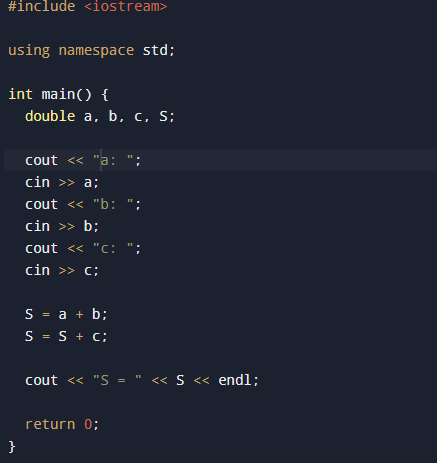 #include <iostream>
using namespace std;
int main() {
double a, b, c, S;
cout << "a: ";
cin >> a;
cout << "b: ";
cin >> b;
cout << "c: ";
cin >> c;
S = a + b;
S = S + c;
cout << "S = " << S << endl;
return 0;
}